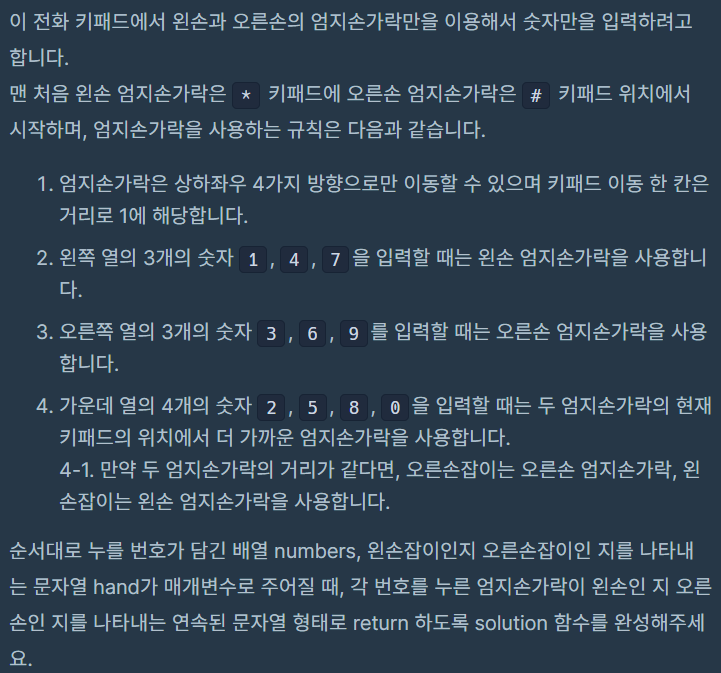 이 전화 키패드에서 왼손과 오른손의 엄지손가락만을 이용해서 숫자만을 입력하려고
합니다.
맨 처음 왼손 엄지손가락은 * 키패드에 오른손 엄지손가락은 # 키패드 위치에서
시작하며, 엄지손가락을 사용하는 규칙은 다음과 같습니다.
1. 엄지손가락은 상하좌우 4가지 방향으로만 이동할 수 있으며 키패드 이동 한 칸은
거리로 1에 해당합니다.
2. 왼쪽 열의 3개의 숫자 1, 4, 7을 입력할 때는 왼손 엄지손가락을 사용합니
다.
3. 오른쪽 열의 3개의 숫자 3, 6, 9를 입력할 때는 오른손 엄지손가락을 사용
합니다.
4. 가운데 열의 4개의 숫자 2, 5, 8, 0을 입력할 때는 두 엄지손가락의 현재
키패드의 위치에서 더 가까운 엄지손가락을 사용합니다.
4-1. 만약 두 엄지손가락의 거리가 같다면, 오른손잡이는 오른손 엄지손가락, 왼
손잡이는 왼손 엄지손가락을 사용합니다.
순서대로 누를 번호가 담긴 배열 numbers, 왼손잡이인지 오른손잡이인 지를 나타내
는 문자열 hand가 매개변수로 주어질 때, 각 번호를 누른 엄지손가락이 왼손인 지 오른
손인 지를 나타내는 연속된 문자열 형태로 return 하도록 solution 함수를 완성해주세
요.